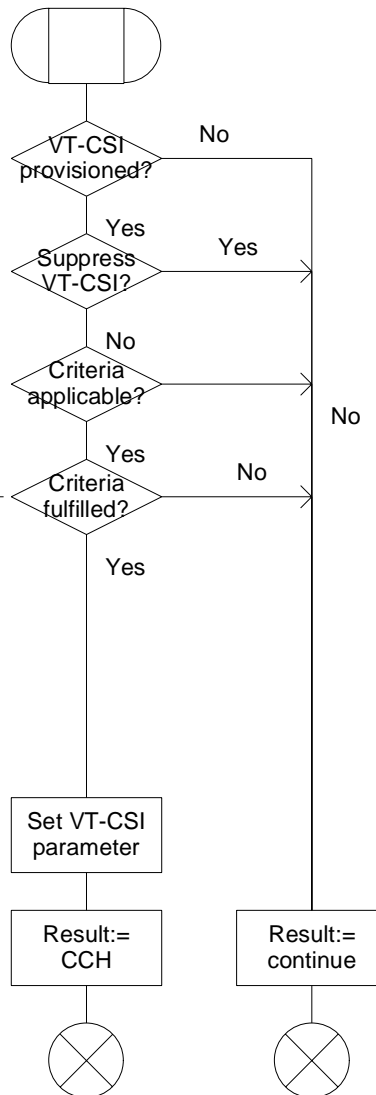 No
VT-CSI
provisioned?
Yes
Suppress
VT-CSI?
Yes
No
Criteria
applicable?
No
Yes
Criteria
fulfilled?
No
Yes
Set VT-CSI
parameter
Result:=
CCH
Result:=
continue